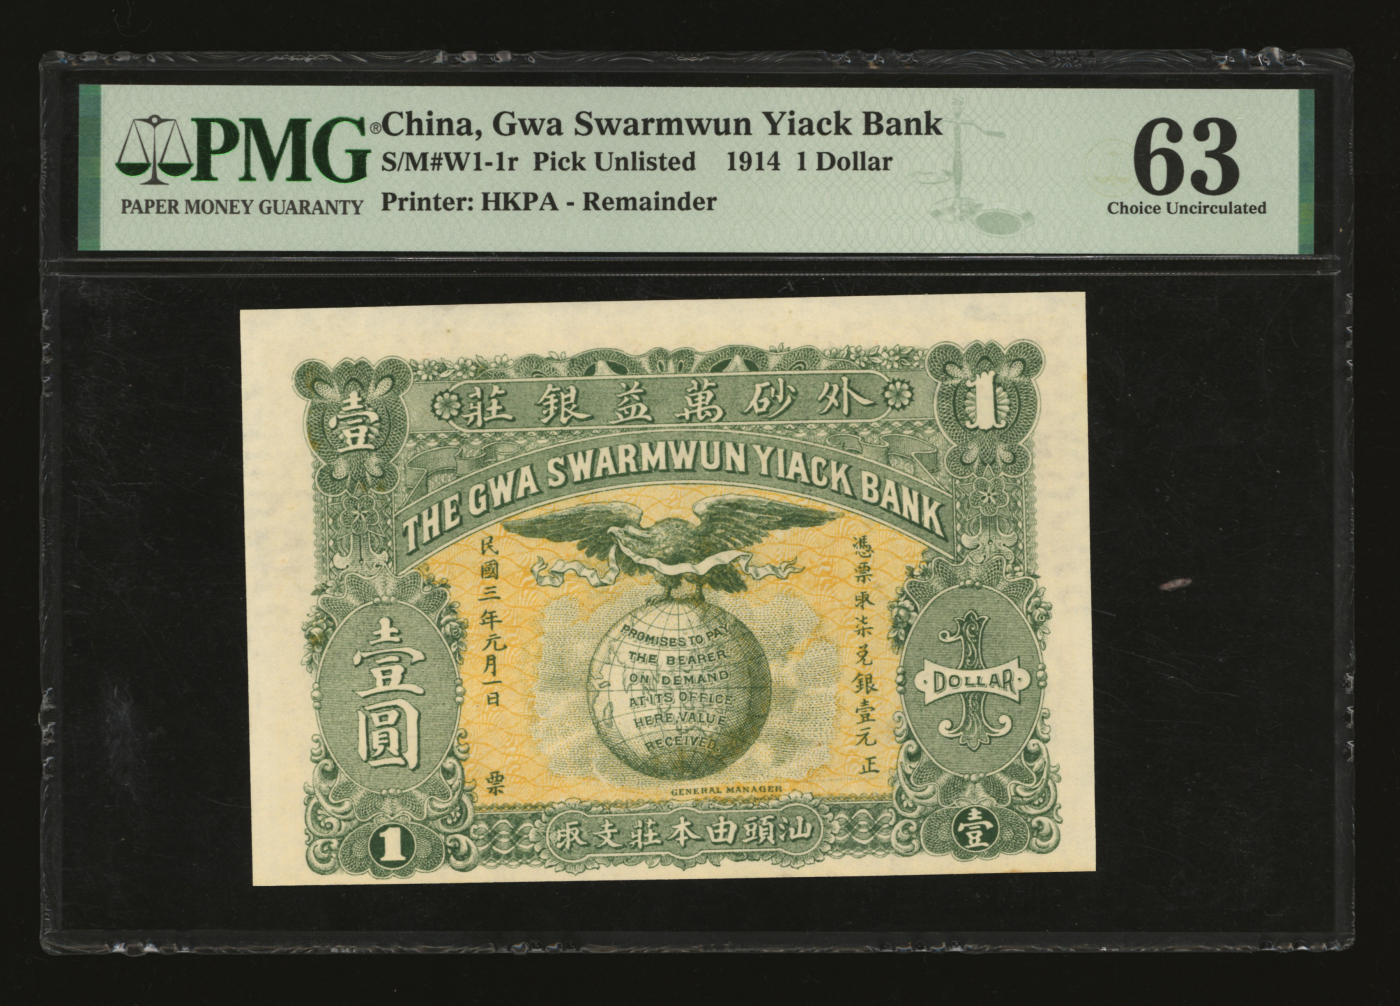 PMG®
PAPER MONEY GUARANTY
China, Gwa Swarmwun Yiack Bank
S/M#W1-1r Pick Unlisted 1914 1 Dollar
Printer: HKPA - Remainder
63
Choice Uncirculated
壹
莊銀益萬砂外
1
THE GWA SWARMWUN YIACK BANK
民國三年元月一日
票
憑票取柒兌銀壹元正
壹圓
PROMISES TO PAY
THE BEARER
ON DEMAND
AT ITS OFFICE
HERE, VALUE
RECEIVED
1
DOLLAR
GENERAL MANAGER
1
取支莊本由頭汕
壹